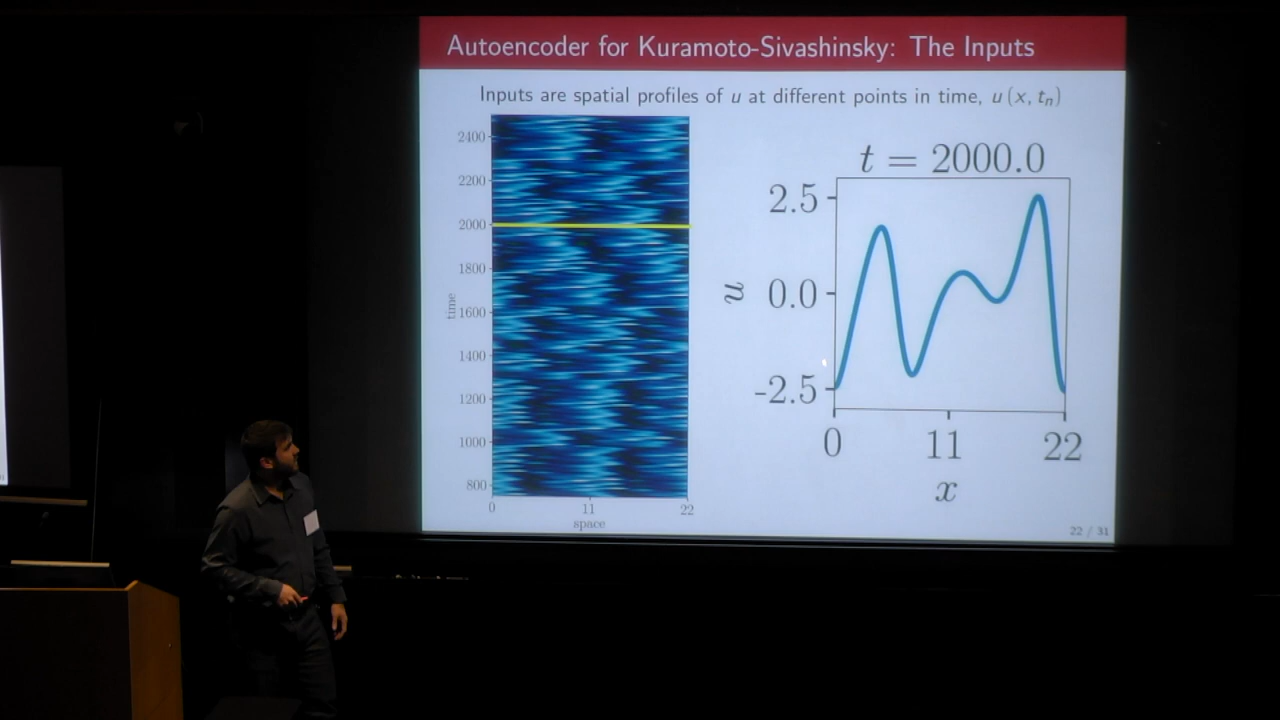 Autoencoder for Kuramoto-Sivashinsky: The Inputs
Inputs are spatial profiles of u at different points in time, u (x, tₙ)
2400
2200
2000
1800
1600
1400
1200
1000
800
time
0 11 22
space
t = 2000.0
2.5
0.0
-2.5
u
0 11 22
x
22 / 31